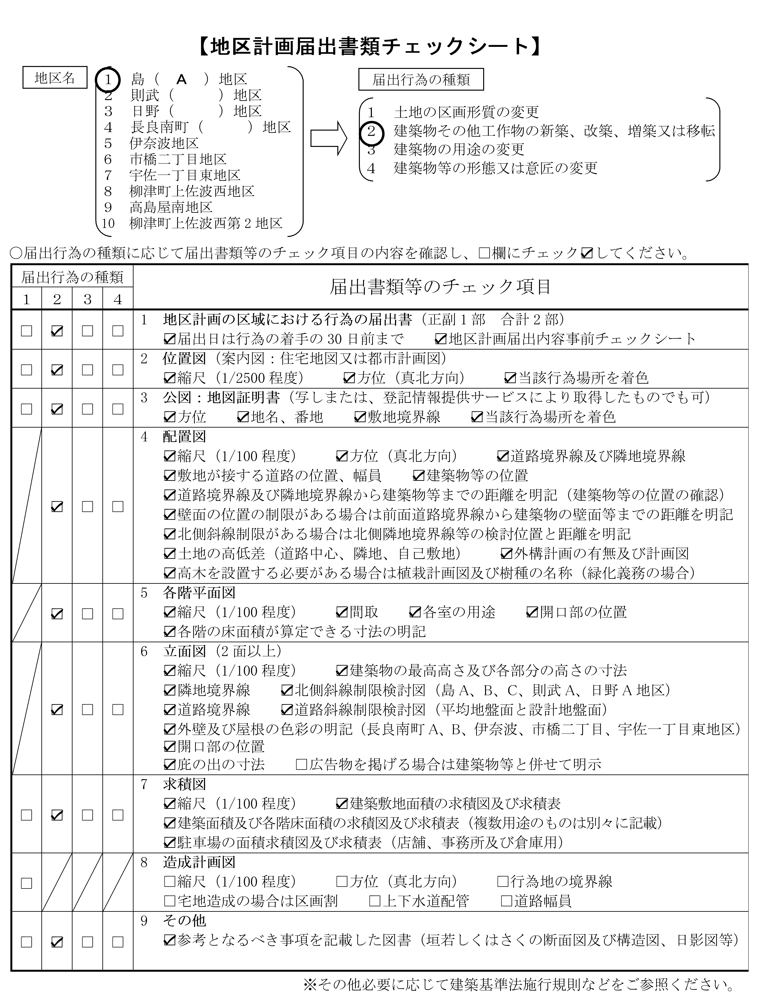 【地区計画届出書類チェックシート】
地区名
1 島（ A ）地区
2 則武（ ）地区
3 日野（ ）地区
4 長良南町（ ）地区
5 伊奈波地区
6 市橋二丁目地区
7 宇佐一丁目東地区
8 柳津町上佐波西地区
9 高島屋南地区
10 柳津町上佐波西第2地区
届出行為の種類
1 土地の区画形質の変更
2 建築物その他工作物の新築、改築、増築又は移転
3 建築物の用途の変更
4 建築物等の形態又は意匠の変更
○届出行為の種類に応じて届出書類等のチェック項目の内容を確認し、□欄にチェック☑してください。
届出行為の種類
1 2 3 4
届出書類等のチェック項目
□ ☑ □ □
1 地区計画の区域における行為の届出書（正副1部 合計2部）
☑届出日は行為の着手の30日前まで ☑地区計画届出内容事前チェックシート
□ ☑ □ □
2 位置図（案内図：住宅地図又は都市計画図）
☑縮尺（1/2500程度） ☑方位（真北方向） ☑当該行為場所を着色
□ ☑ □ □
3 公図：地図証明書（写しまたは、登記情報提供サービスにより取得したものでも可）
☑方位 ☑地名、番地 ☑敷地境界線 ☑当該行為場所を着色
☑ □ □
4 配置図
☑縮尺（1/100程度） ☑方位（真北方向） ☑道路境界線及び隣地境界線
☑敷地が接する道路の位置、幅員 ☑建築物等の位置
☑道路境界線及び隣地境界線から建築物等までの距離を明記（建築物等の位置の確認）
☑壁面の位置の制限がある場合は前面道路境界線から建築物の壁面等までの距離を明記
☑北側斜線制限がある場合は北側隣地境界線等の検討位置と距離を明記
☑土地の高低差（道路中心、隣地、自己敷地） ☑外構計画の有無及び計画図
☑高木を設置する必要がある場合は植栽計画図及び樹種の名称（緑化義務の場合）
☑ □ □
5 各階平面図
☑縮尺（1/100程度） ☑間取 ☑各室の用途 ☑開口部の位置
☑各階の床面積が算定できる寸法の明記
☑ □ □
6 立面図（2面以上）
☑縮尺（1/100程度） ☑建築物の最高高さ及び各部分の高さの寸法
☑隣地境界線 ☑北側斜線制限検討図（島A、B、C、則武A、日野A地区）
☑道路境界線 ☑道路斜線制限検討図（平均地盤面と設計地盤面）
☑外壁及び屋根の色彩の明記（長良南町A、B、伊奈波、市橋二丁目、宇佐一丁目東地区）
☑開口部の位置
☑庇の出の寸法 □広告物を掲げる場合は建築物等と併せて明示
□ ☑ □ □
7 求積図
☑縮尺（1/100程度） ☑建築敷地面積の求積図及び求積表
☑建築面積及び各階床面積の求積図及び求積表（複数用途のものは別々に記載）
☑駐車場の面積求積図及び求積表（店舗、事務所及び倉庫用）
□
8 造成計画図
□縮尺（1/100程度） □方位（真北方向） □行為地の境界線
□宅地造成の場合は区画割 □上下水道配管 □道路幅員
□ ☑ □ □
9 その他
☑参考となるべき事項を記載した図書（垣若しくはさくの断面図及び構造図、日影図等）
※その他必要に応じて建築基準法施行規則などをご参照ください。